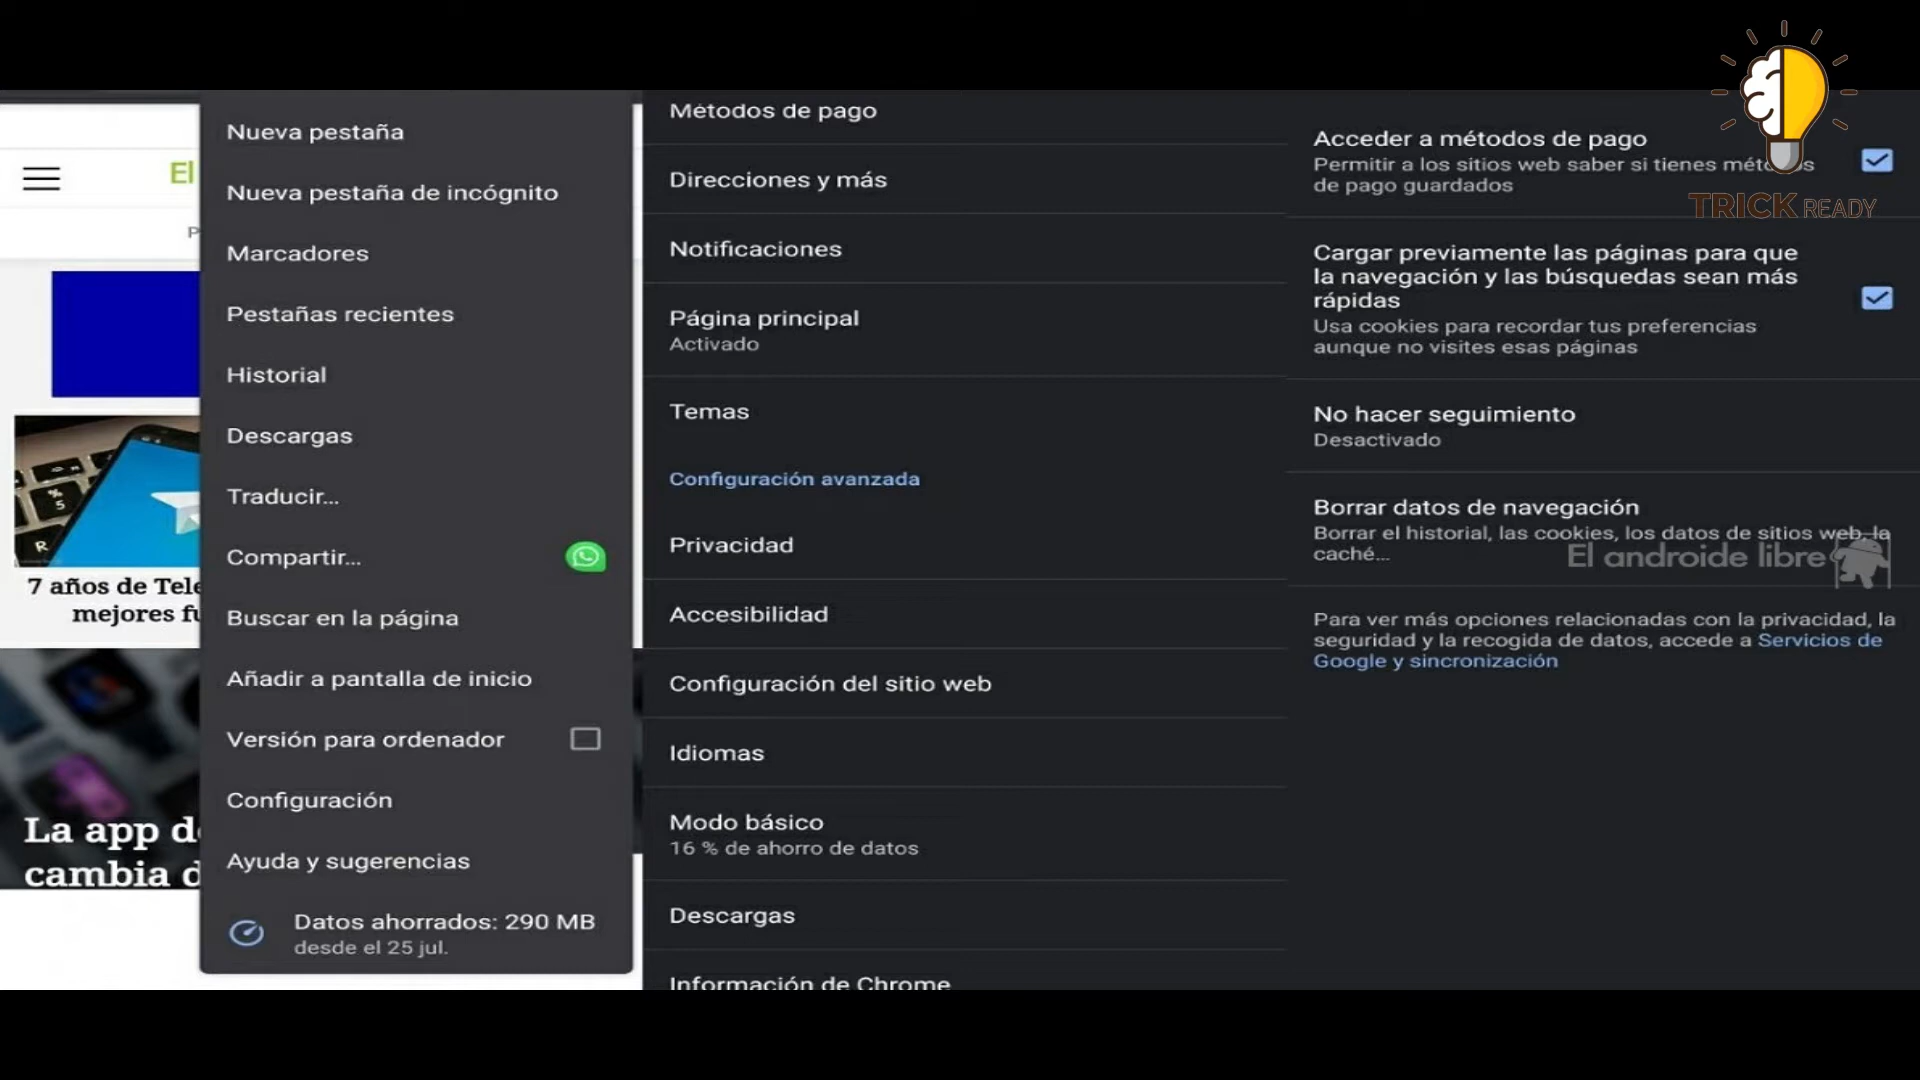 El
P
7 años de Tele
mejores fu
La app de
cambia d
Nueva pestaña
Nueva pestaña de incógnito
Marcadores
Pestañas recientes
Historial
Descargas
Traducir...
Compartir...
Buscar en la página
Añadir a pantalla de inicio
Versión para ordenador
Configuración
Ayuda y sugerencias
Datos ahorrados: 290 MB
desde el 25 jul.
Métodos de pago
Direcciones y más
Notificaciones
Página principal
Activado
Temas
Configuración avanzada
Privacidad
Accesibilidad
Configuración del sitio web
Idiomas
Modo básico
16 % de ahorro de datos
Descargas
Información de Chrome
TRICK READY
Acceder a métodos de pago
Permitir a los sitios web saber si tienes métodos
de pago guardados
Cargar previamente las páginas para que
la navegación y las búsquedas sean más
rápidas
Usa cookies para recordar tus preferencias
aunque no visites esas páginas
No hacer seguimiento
Desactivado
Borrar datos de navegación
Borrar el historial, las cookies, los datos de sitios web, la
caché...
El androide libre
Para ver más opciones relacionadas con la privacidad, la
seguridad y la recogida de datos, accede a Servicios de
Google y sincronización